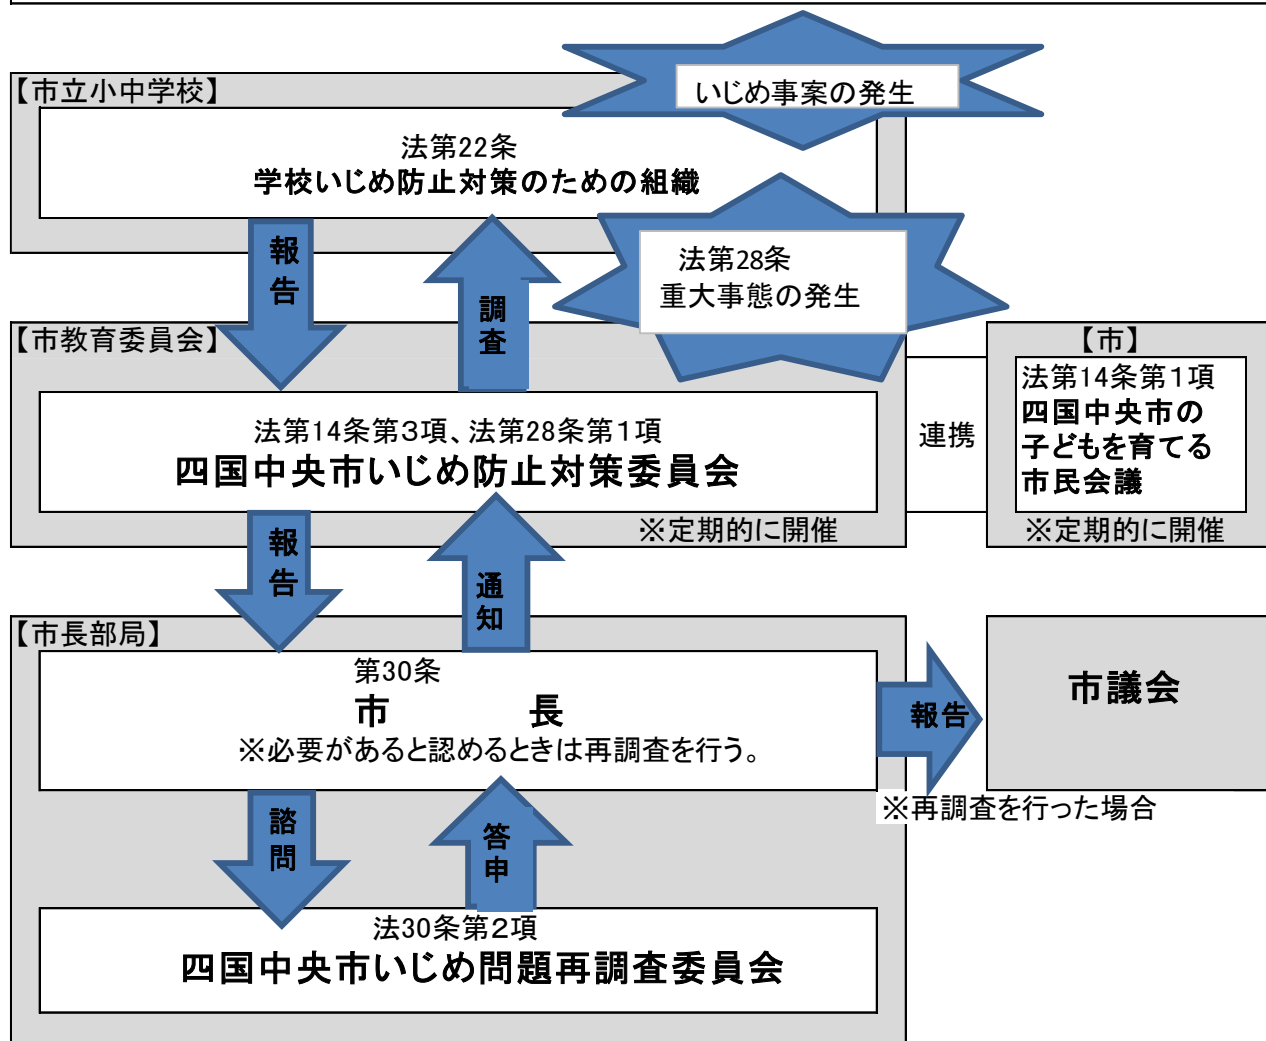 いじめ事案の発生
【市立小中学校】
法第22条
学校いじめ防止対策のための組織
報告
調査
法第28条
重大事態の発生
【市教育委員会】
法第14条第3項、法第28条第1項
四国中央市いじめ防止対策委員会
※定期的に開催
連携
【市】
法第14条第1項
四国中央市の
子どもを育てる
市民会議
※定期的に開催
報告
通知
【市長部局】
第30条
市 長
※必要があると認めるときは再調査を行う。
報告
市議会
※再調査を行った場合
諮問
答申
法30条第2項
四国中央市いじめ問題再調査委員会